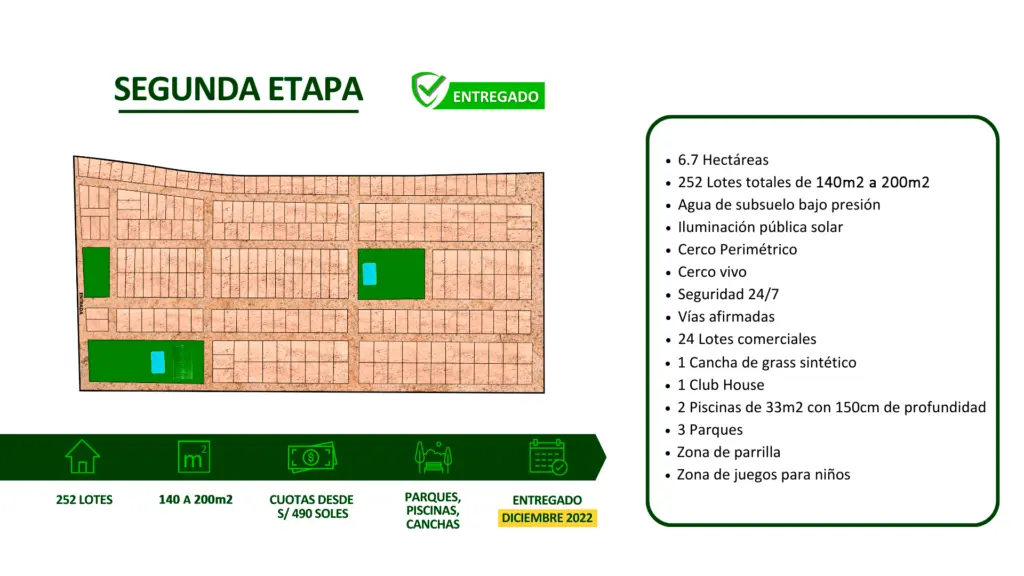 SEGUNDA ETAPA
ENTREGADO
ENTRADA
6.7 Hectáreas
252 Lotes totales de 140m2 a 200m2
Agua de subsuelo bajo presión
Iluminación pública solar
Cerco Perimétrico
Cerco vivo
Seguridad 24/7
Vías afirmadas
24 Lotes comerciales
1 Cancha de grass sintético
1 Club House
2 Piscinas de 33m2 con 150cm de profundidad
3 Parques
Zona de parrilla
Zona de juegos para niños
m2
$
252 LOTES
140 A 200m2
CUOTAS DESDE
S/ 490 SOLES
PARQUES,
PISCINAS,
CANCHAS
ENTREGADO
DICIEMBRE 2022